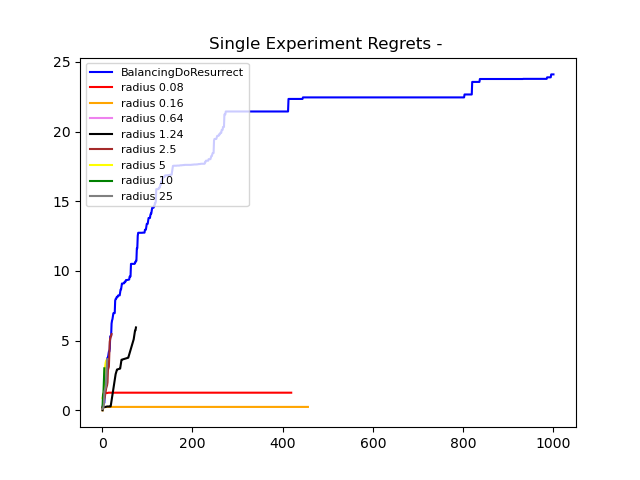 Single Experiment Regrets -
25
20
15
10
5
0
BalancingDoResurrect
radius 0.08
radius 0.16
radius 0.64
radius 1.24
radius 2.5
radius 5
radius 10
radius 25
0 200 400 600 800 1000